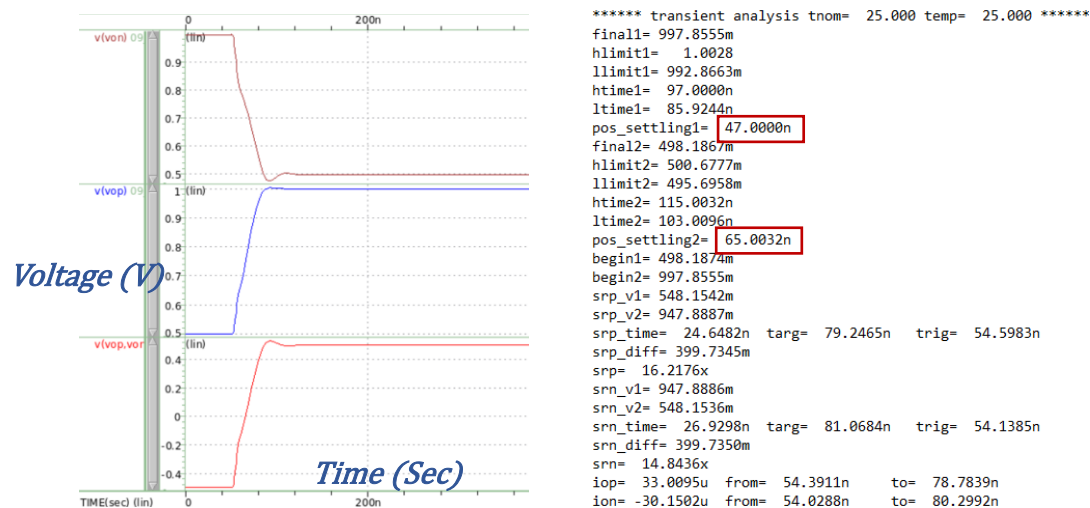 0 200n
v(von) 09 (lin)
0.9
0.8
0.7
0.6
0.5
v(vop) 09 1 (lin)
0.9
0.8
0.7
0.6
0.5
v(vop,von (lin)
0.4
0.2
0
-0.2
-0.4
TIME(sec) (lin) 200n
Voltage (V)
Time (Sec)
****** transient analysis tnom= 25.000 temp= 25.000 ******
final1= 997.8555m
hlimit1= 1.0028
llimit1= 992.8663m
htime1= 97.0000n
ltime1= 85.9244n
pos_settling1= 47.0000n
final2= 498.1867m
hlimit2= 500.6777m
llimit2= 495.6958m
htime2= 115.0032n
ltime2= 103.0096n
pos_settling2= 65.0032n
begin1= 498.1874m
begin2= 997.8555m
srp_v1= 548.1542m
srp_v2= 947.8887m
srp_time= 24.6482n targ= 79.2465n trig= 54.5983n
srp_diff= 399.7345m
srp= 16.2176x
srn_v1= 947.8886m
srn_v2= 548.1536m
srn_time= 26.9298n targ= 81.0684n trig= 54.1385n
srn_diff= 399.7350m
srn= 14.8436x
iop= 33.0095u from= 54.3911n to= 78.7839n
ion= -30.1502u from= 54.0288n to= 80.2992n